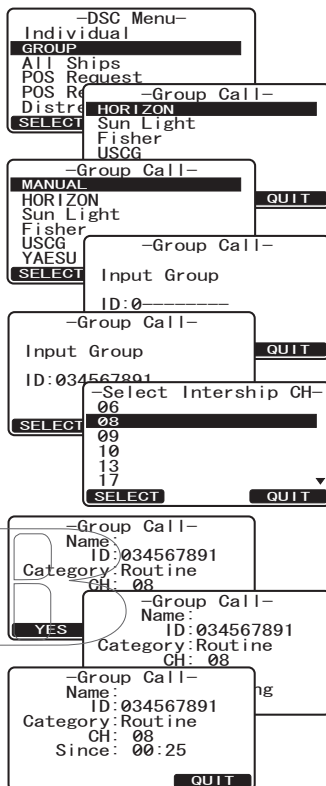 -DSC Menu-
Individual
GROUP
All Ships
POS Request
POS Re
Distre
SELECT
-Group Call-
HORIZON
Sun Light
Fisher
USCG
QUIT
-Group Call-
MANUAL
HORIZON
Sun Light
Fisher
USCG
YAESU
SELECT
-Group Call-
Input Group
ID:0--------
QUIT
-Group Call-
Input Group
ID:034567891
SELECT
-Select Intership CH-
06
08
09
10
13
17
SELECT QUIT
-Group Call-
Name:
ID:034567891
Category:Routine
CH: 08
YES
-Group Call-
Name:
ID:034567891
Category:Routine
CH: 08
ng
-Group Call-
Name:
ID:034567891
Category:Routine
CH: 08
Since: 00:25
QUIT